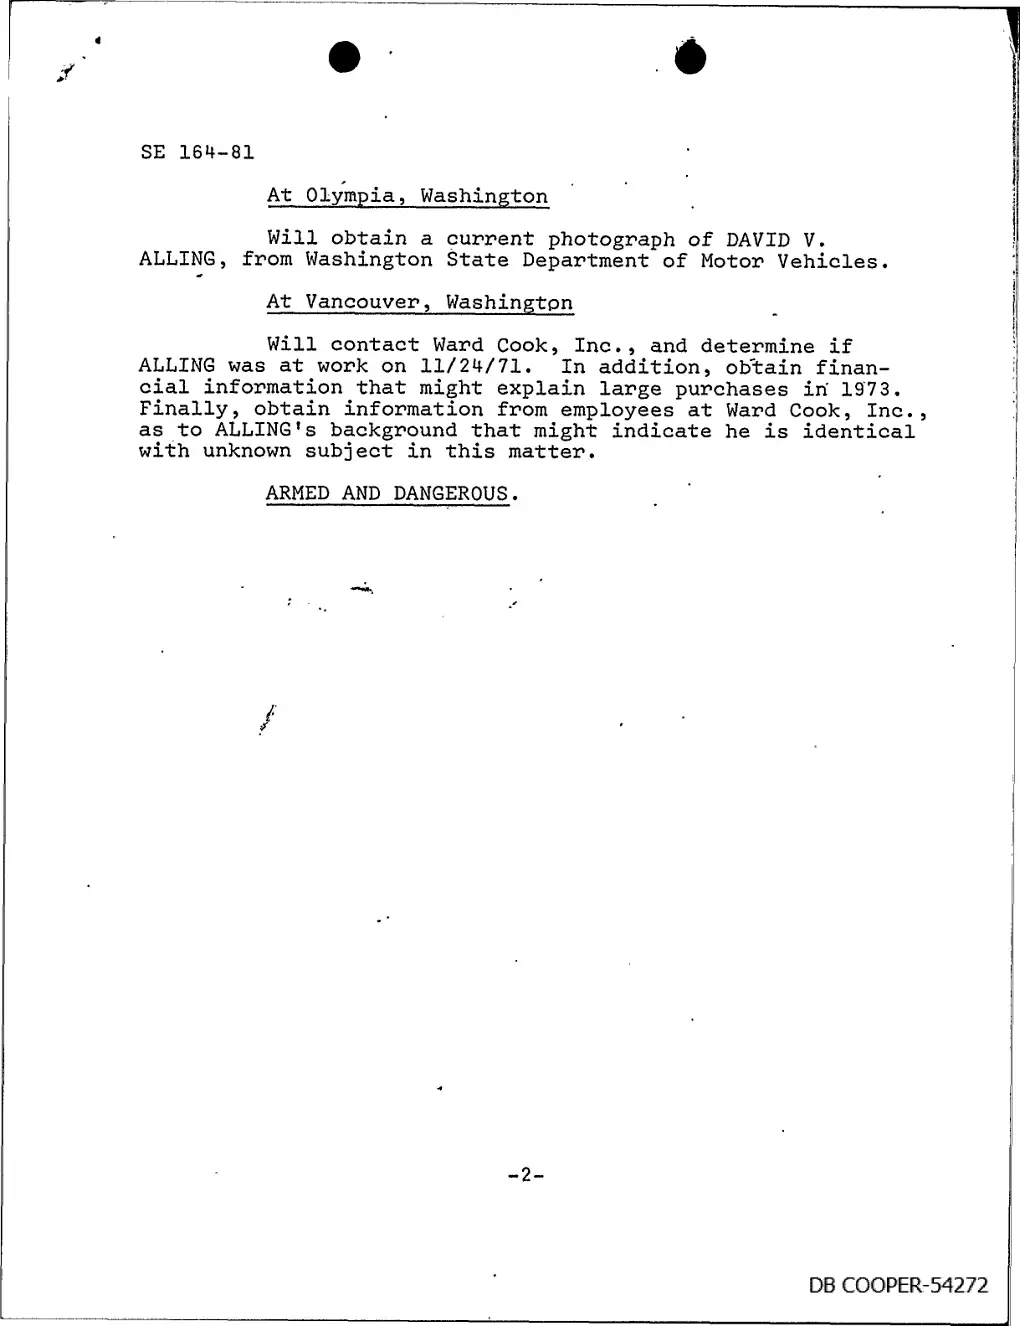 SE 164-81
At Olympia, Washington
Will obtain a current photograph of DAVID V.
ALLING, from Washington State Department of Motor Vehicles.
At Vancouver, Washington
Will contact Ward Cook, Inc., and determine if
ALLING was at work on 11/24/71. In addition, obtain finan-
cial information that might explain large purchases in 1973.
Finally, obtain information from employees at Ward Cook, Inc.,
as to ALLING's background that might indicate he is identical
with unknown subject in this matter.
ARMED AND DANGEROUS.
-2-
DB COOPER-54272